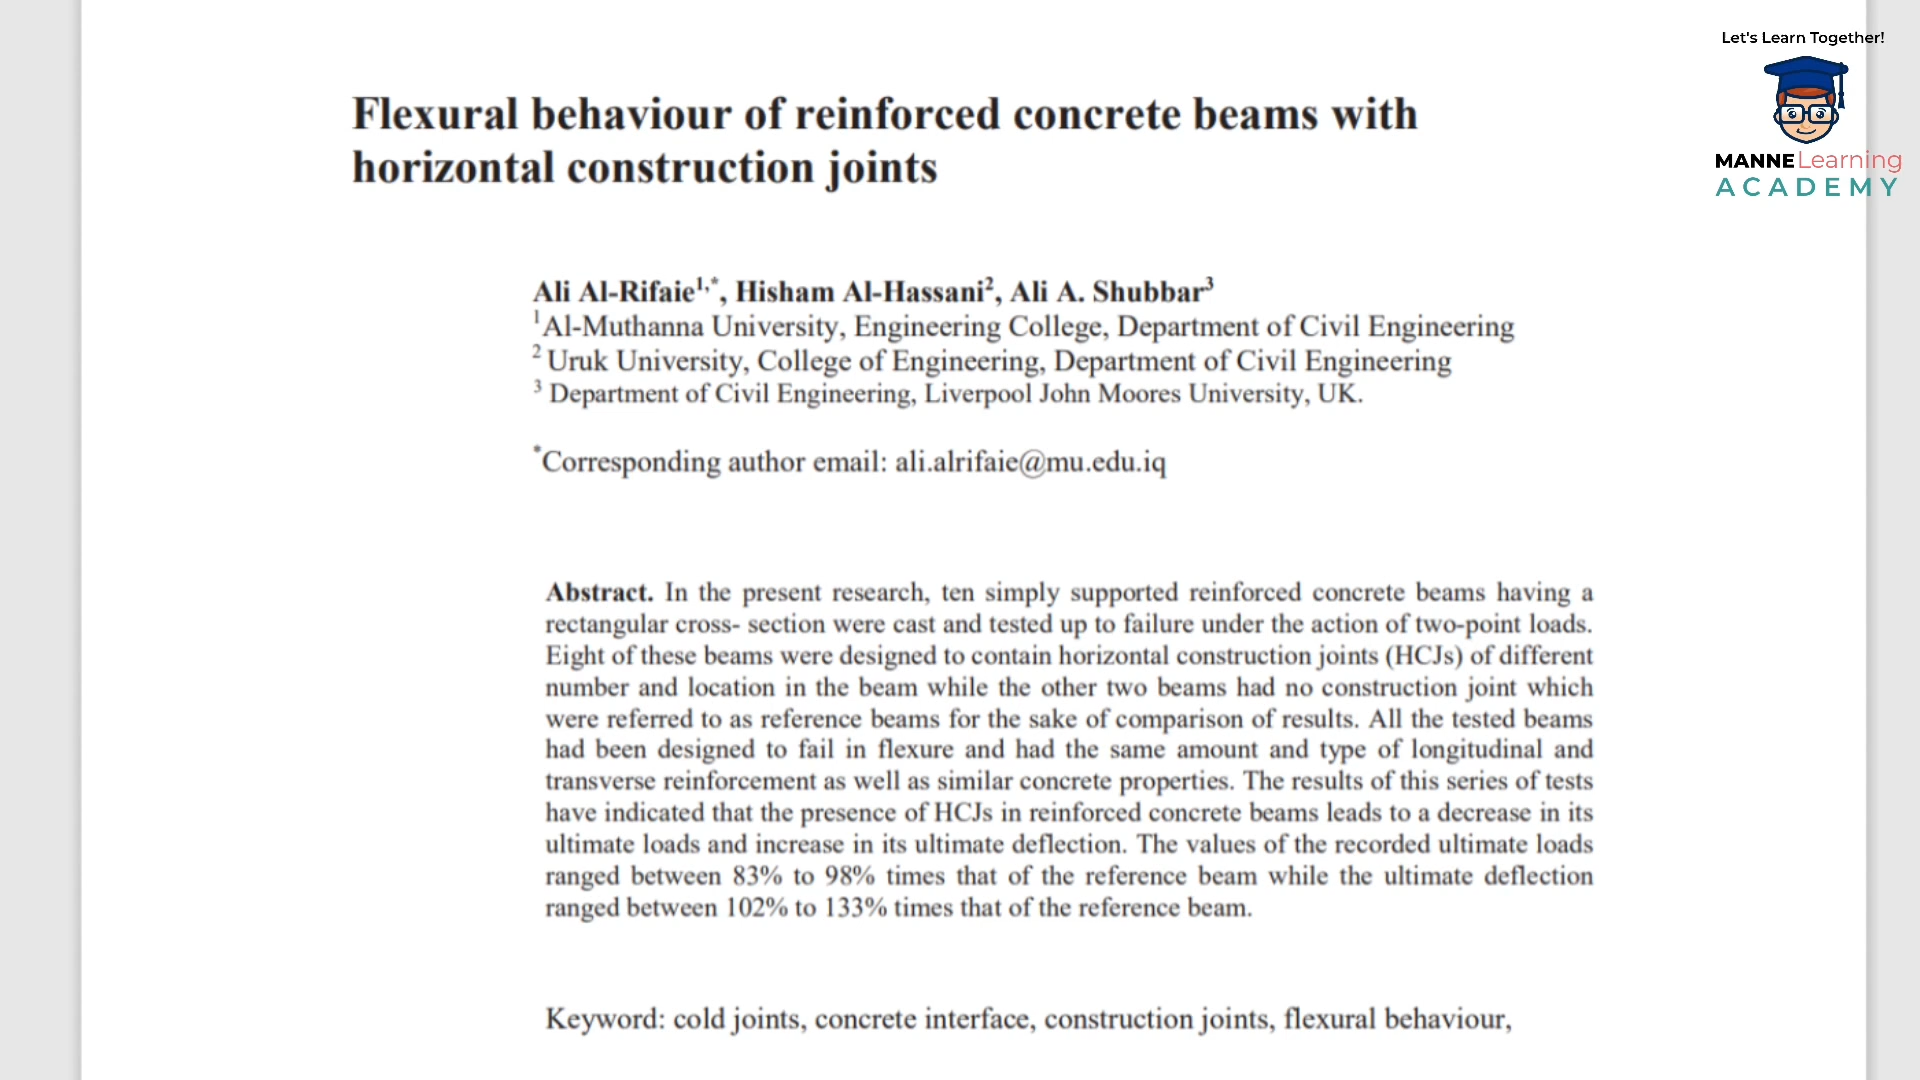 Let's Learn Together!
MANNE Learning
ACADEMY
Flexural behaviour of reinforced concrete beams with
horizontal construction joints
Ali Al-Rifaie1,*, Hisham Al-Hassani2, Ali A. Shubbar3
1 Al-Muthanna University, Engineering College, Department of Civil Engineering
2 Uruk University, College of Engineering, Department of Civil Engineering
3 Department of Civil Engineering, Liverpool John Moores University, UK.
*Corresponding author email: ali.alrifaie@mu.edu.iq
Abstract. In the present research, ten simply supported reinforced concrete beams having a
rectangular cross- section were cast and tested up to failure under the action of two-point loads.
Eight of these beams were designed to contain horizontal construction joints (HCJs) of different
number and location in the beam while the other two beams had no construction joint which
were referred to as reference beams for the sake of comparison of results. All the tested beams
had been designed to fail in flexure and had the same amount and type of longitudinal and
transverse reinforcement as well as similar concrete properties. The results of this series of tests
have indicated that the presence of HCJs in reinforced concrete beams leads to a decrease in its
ultimate loads and increase in its ultimate deflection. The values of the recorded ultimate loads
ranged between 83% to 98% times that of the reference beam while the ultimate deflection
ranged between 102% to 133% times that of the reference beam.
Keyword: cold joints, concrete interface, construction joints, flexural behaviour,